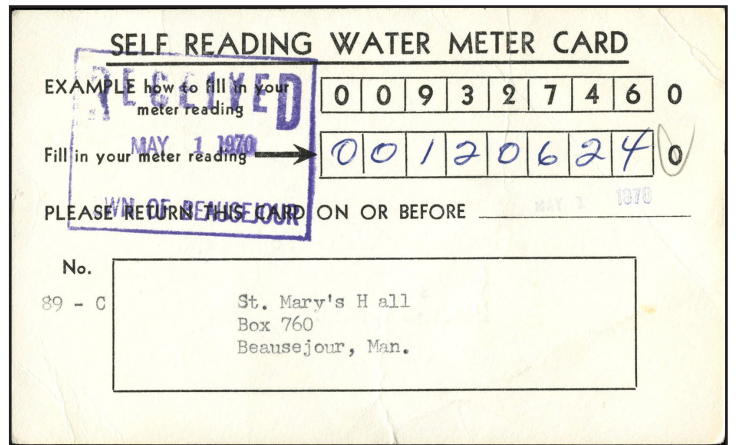 SELF READING WATER METER CARD
RECEIVED
EXAMPLE how to fill in your
meter reading
0 0 9 3 2 7 4 6 0
MAY 1 1970
Fill in your meter reading
0 0 1 2 0 6 2 4 0
WN OF BEAUSEJOUR
PLEASE RETURN THIS CARD ON OR BEFORE
MAY 1 1970
No.
89 - C
St. Mary's H all
Box 760
Beausejour, Man.